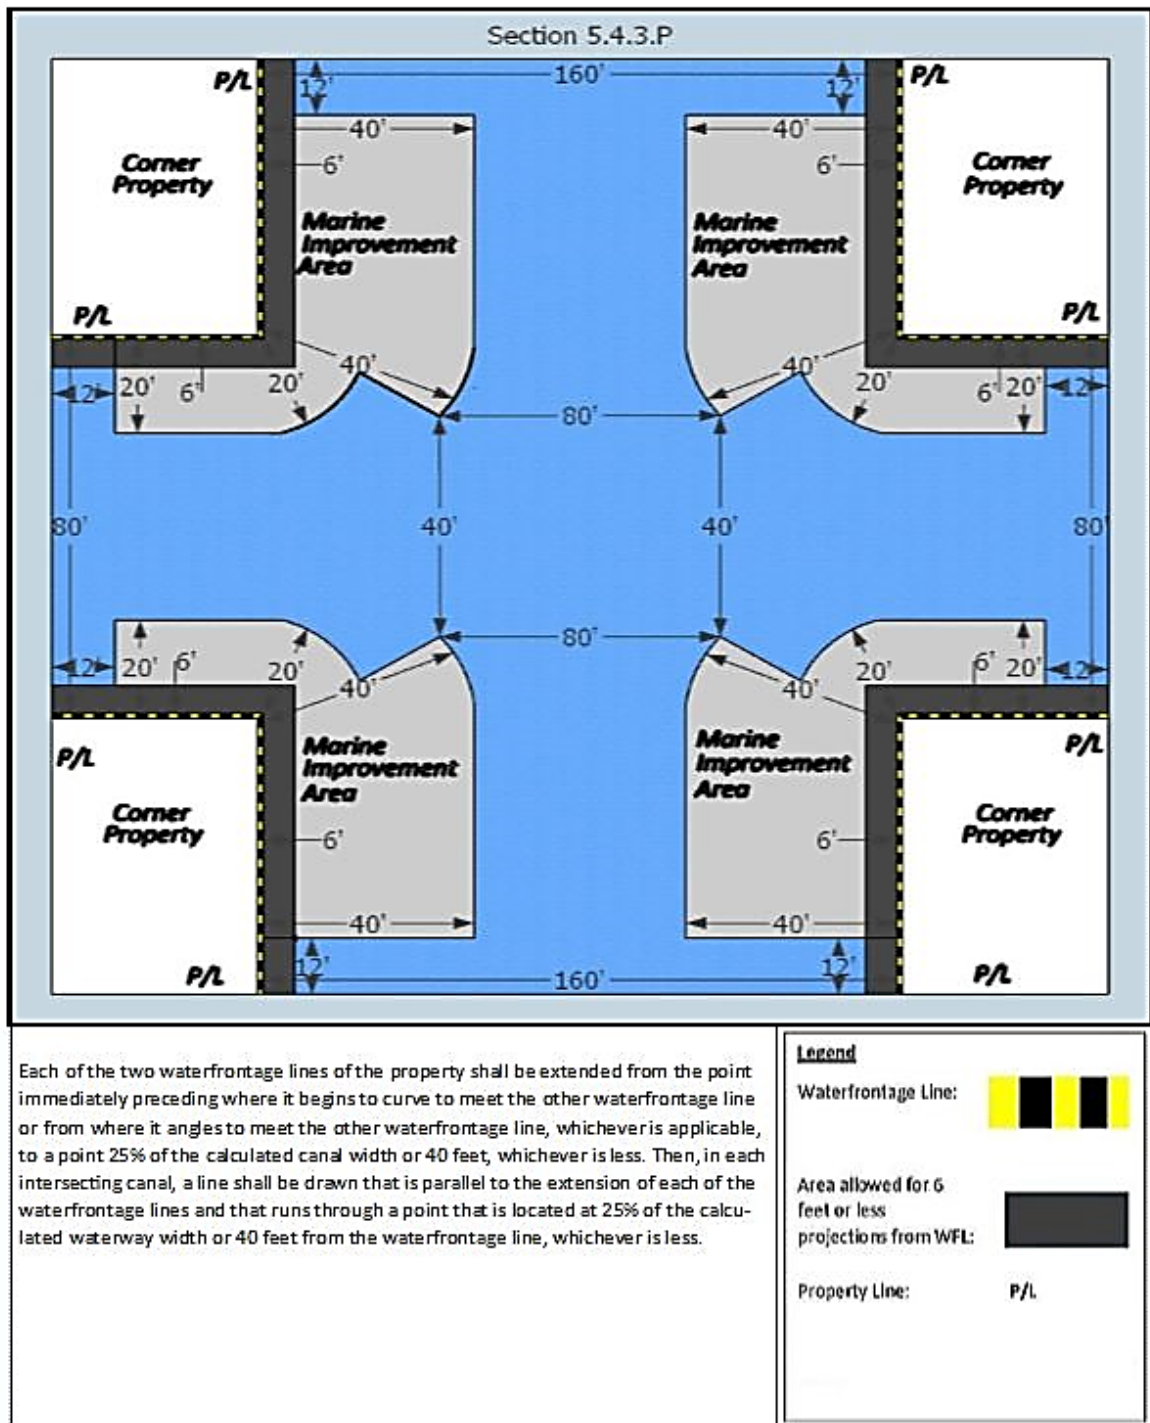 Section 5.4.3.P
P/L
12'
160'
12'
P/L
40'
40'
Corner
Property
6'
6'
Corner
Property
Marine
Improvement
Area
Marine
Improvement
Area
P/L
P/L
40'
40'
12'
20'
6'
20'
20'
6'
20'
12'
80'
80'
40'
40'
80'
80'
12'
20'
6'
20'
40'
40'
20'
6'
20'
12'
P/L
Marine
Improvement
Area
Marine
Improvement
Area
P/L
Corner
Property
6'
6'
Corner
Property
40'
40'
P/L
12'
160'
12'
P/L
Each of the two waterfrontage lines of the property shall be extended from the point
immediately preceding where it begins to curve to meet the other waterfrontage line
or from where it angles to meet the other waterfrontage line, whichever is applicable,
to a point 25% of the calculated canal width or 40 feet, whichever is less. Then, in each
intersecting canal, a line shall be drawn that is parallel to the extension of each of the
waterfrontage lines and that runs through a point that is located at 25% of the calcu-
lated waterway width or 40 feet from the waterfrontage line, whichever is less.
Legend
Waterfrontage Line:
Area allowed for 6
feet or less
projections from WFL:
Property Line: P/L